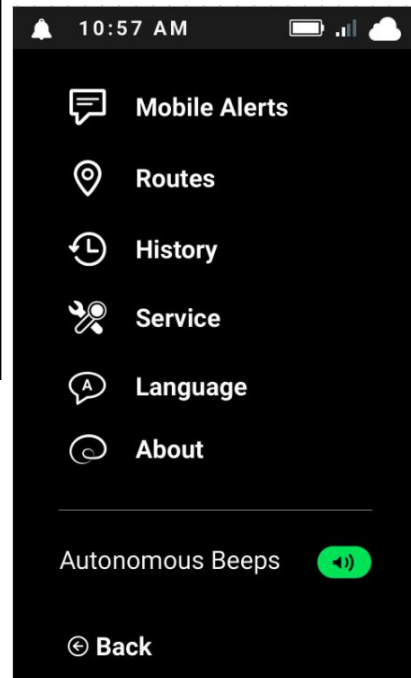 10:57 AM
Mobile Alerts
Routes
History
Service
A Language
About
Autonomous Beeps
Back